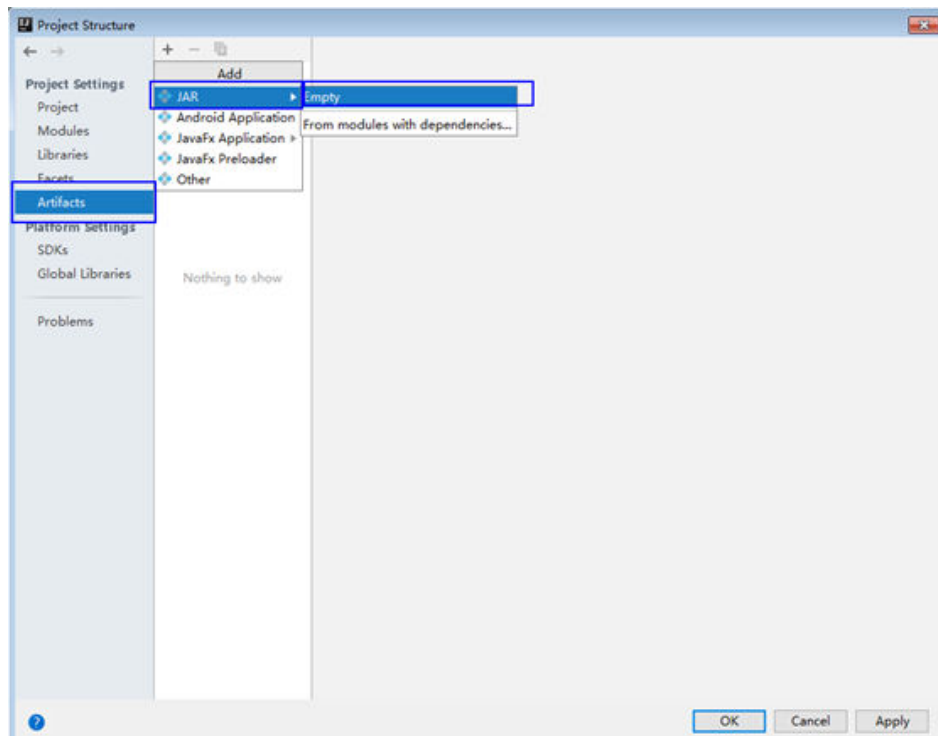 Project Structure
Add
Project Settings
Project
Modules
Libraries
Facets
Artifacts
Platform Settings
SDKs
Global Libraries
Problems
JAR
Android Application
JavaFx Application
JavaFx Preloader
Other
Empty
From modules with dependencies...
Nothing to show
?
OK
Cancel
Apply